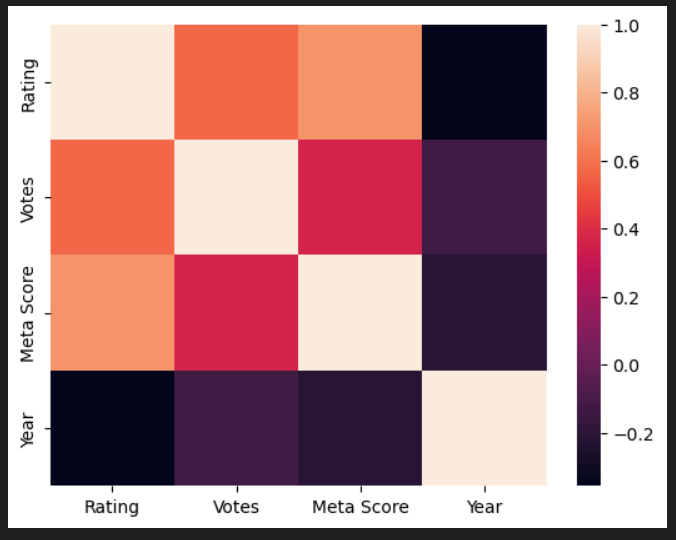 Rating
Votes
Meta Score
Year
Rating Votes Meta Score Year
1.0
0.8
0.6
0.4
0.2
0.0
−0.2